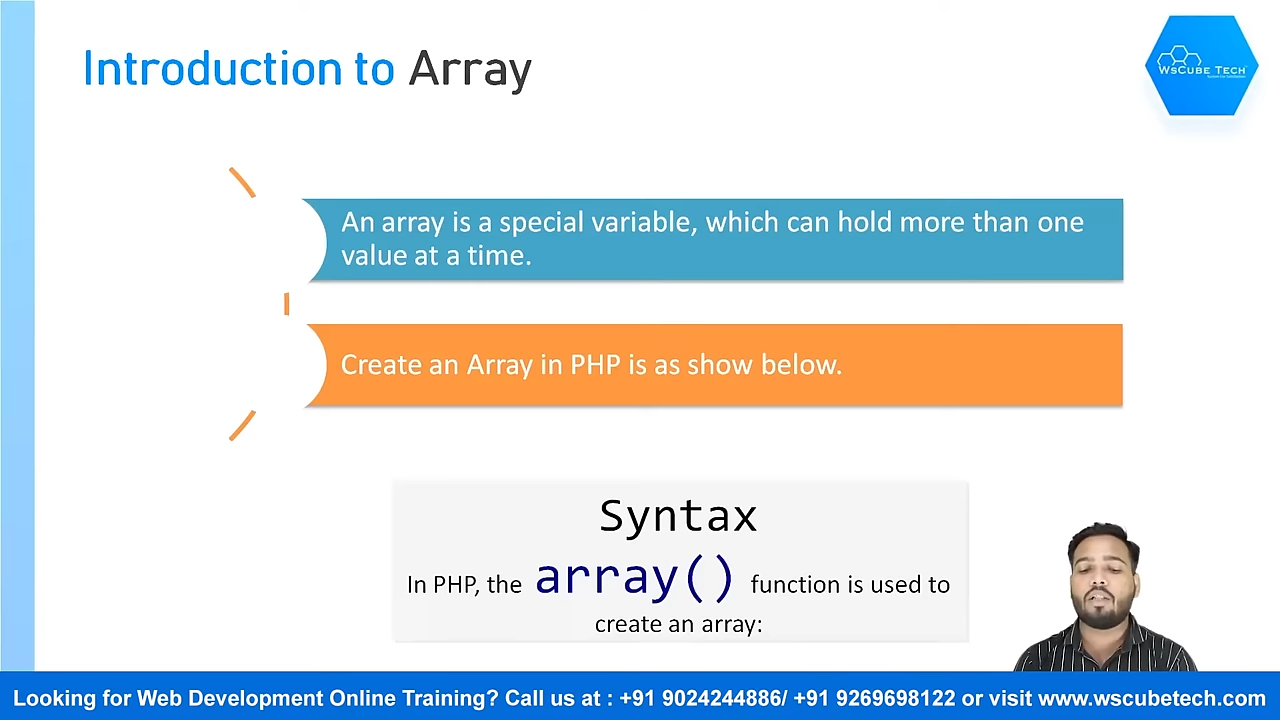 Introduction to Array
WsCube Tech
An array is a special variable, which can hold more than one
value at a time.
Create an Array in PHP is as show below.
Syntax
In PHP, the array() function is used to
create an array:
Looking for Web Development Online Training? Call us at : +91 9024244886/ +91 9269698122 or visit www.wscubetech.com